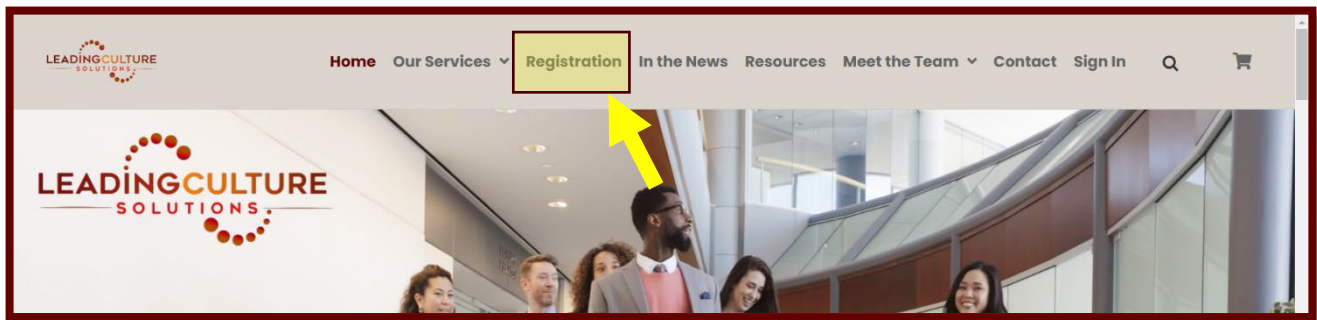 LEADINGCULTURE
SOLUTIONS
Home Our Services Registration In the News Resources Meet the Team Contact Sign In
LEADINGCULTURE
SOLUTIONS